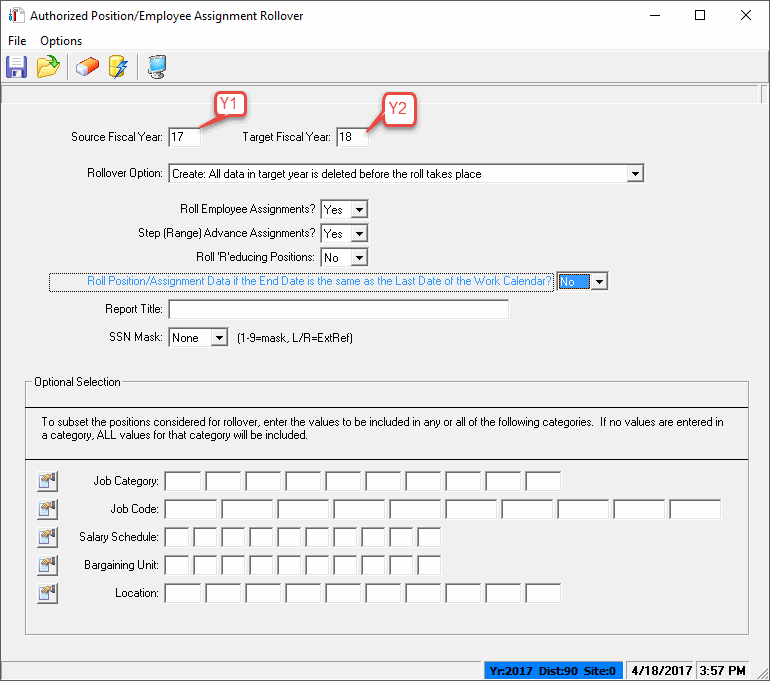 Authorized Position/Employee Assignment Rollover
File Options
Y1
Y2
Source Fiscal Year: 17 Target Fiscal Year: 18
Rollover Option: Create: All data in target year is deleted before the roll takes place
Roll Employee Assignments? Yes
Step (Range) Advance Assignments? Yes
Roll 'R'educing Positions: No
Roll Position/Assignment Data if the End Date is the same as the Last Date of the Work Calendar? No
Report Title:
SSN Mask: None (1-9=mask, L/R=ExtRef)
Optional Selection
To subset the positions considered for rollover, enter the values to be included in any or all of the following categories. If no values are entered in
a category, ALL values for that category will be included.
Job Category:
Job Code:
Salary Schedule:
Bargaining Unit:
Location:
Yr:2017 Dist:90 Site:0 4/18/2017 3:57 PM